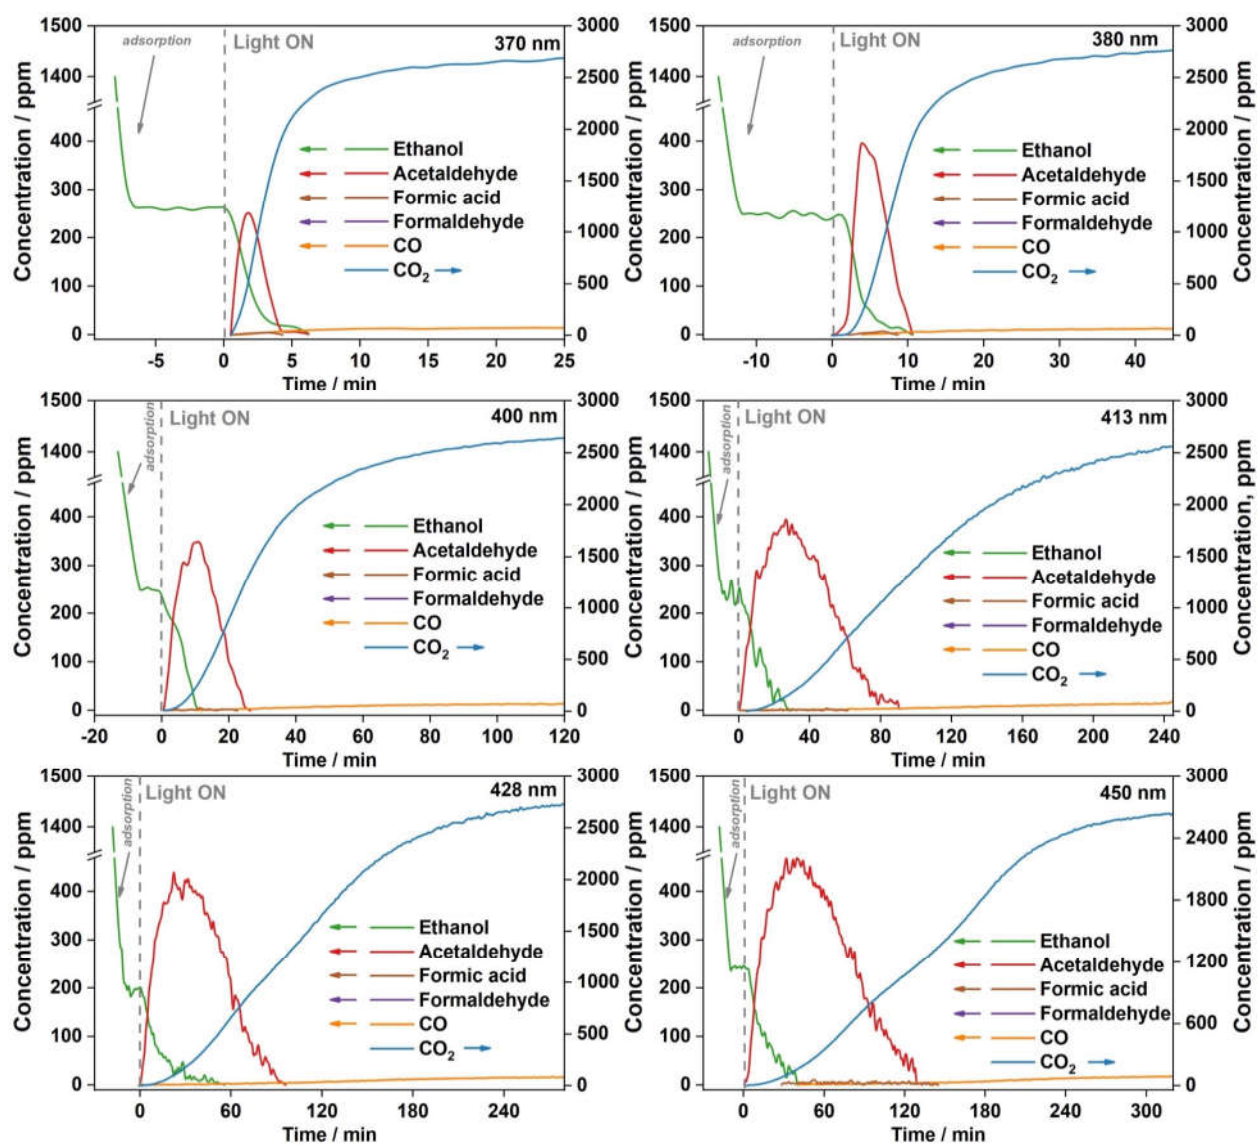 370 nm
Light ON
adsorption
Concentration / ppm
1500
1400
400
300
200
100
0
Ethanol
Acetaldehyde
Formic acid
Formaldehyde
CO
CO₂
3000
2500
2000
1500
1000
500
0
Concentration / ppm
-5 0 5 10 15 20 25
Time / min
380 nm
adsorption
Light ON
Concentration / ppm
1500
1400
400
300
200
100
0
Ethanol
Acetaldehyde
Formic acid
Formaldehyde
CO
CO₂
3000
2500
2000
1500
1000
500
0
Concentration / ppm
-10 0 10 20 30 40
Time / min
400 nm
adsorption
Light ON
Concentration / ppm
1500
1400
400
300
200
100
0
Ethanol
Acetaldehyde
Formic acid
Formaldehyde
CO
CO₂
3000
2500
2000
1500
1000
500
0
Concentration / ppm
-20 0 20 40 60 80 100 120
Time / min
413 nm
adsorption
Light ON
Concentration / ppm
1500
1400
400
300
200
100
0
Ethanol
Acetaldehyde
Formic acid
Formaldehyde
CO
CO₂
3000
2500
2000
1500
1000
500
0
Concentration, ppm
0 40 80 120 160 200 240
Time / min
428 nm
adsorption
Light ON
Concentration / ppm
1500
1400
400
300
200
100
0
Ethanol
Acetaldehyde
Formic acid
Formaldehyde
CO
CO₂
3000
2500
2000
1500
1000
500
0
Concentration / ppm
0 60 120 180 240
Time / min
450 nm
adsorption
Light ON
Concentration / ppm
1500
1400
400
300
200
100
0
Ethanol
Acetaldehyde
Formic acid
Formaldehyde
CO
CO₂
3000
2400
1800
1200
600
0
Concentration / ppm
0 60 120 180 240 300
Time / min